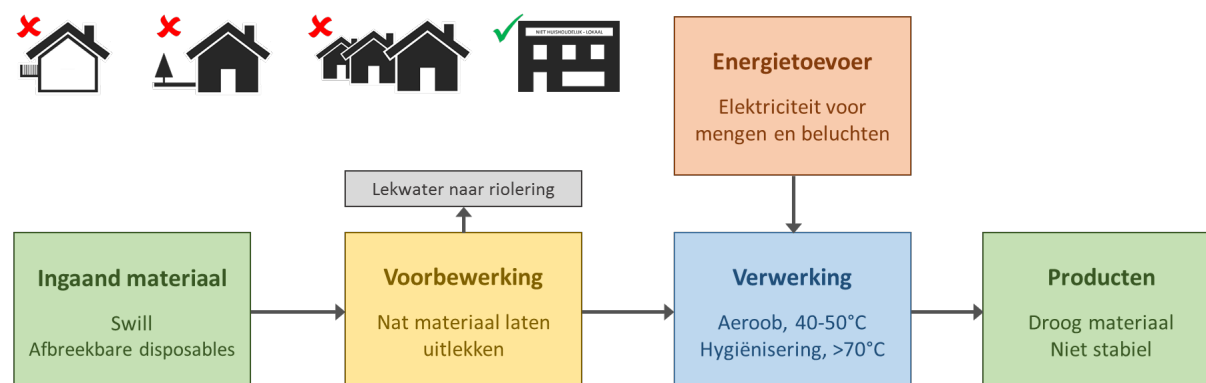 NIET HUISHOUDELIJK - LOKAAL
Energietoevoer
Elektriciteit voor
mengen en beluchten
Lekwater naar riolering
Ingaand materiaal
Swill
Afbreekbare disposables
Voorbewerking
Nat materiaal laten
uitlekken
Verwerking
Aeroob, 40-50°C
Hygiënisering, >70°C
Producten
Droog materiaal
Niet stabiel